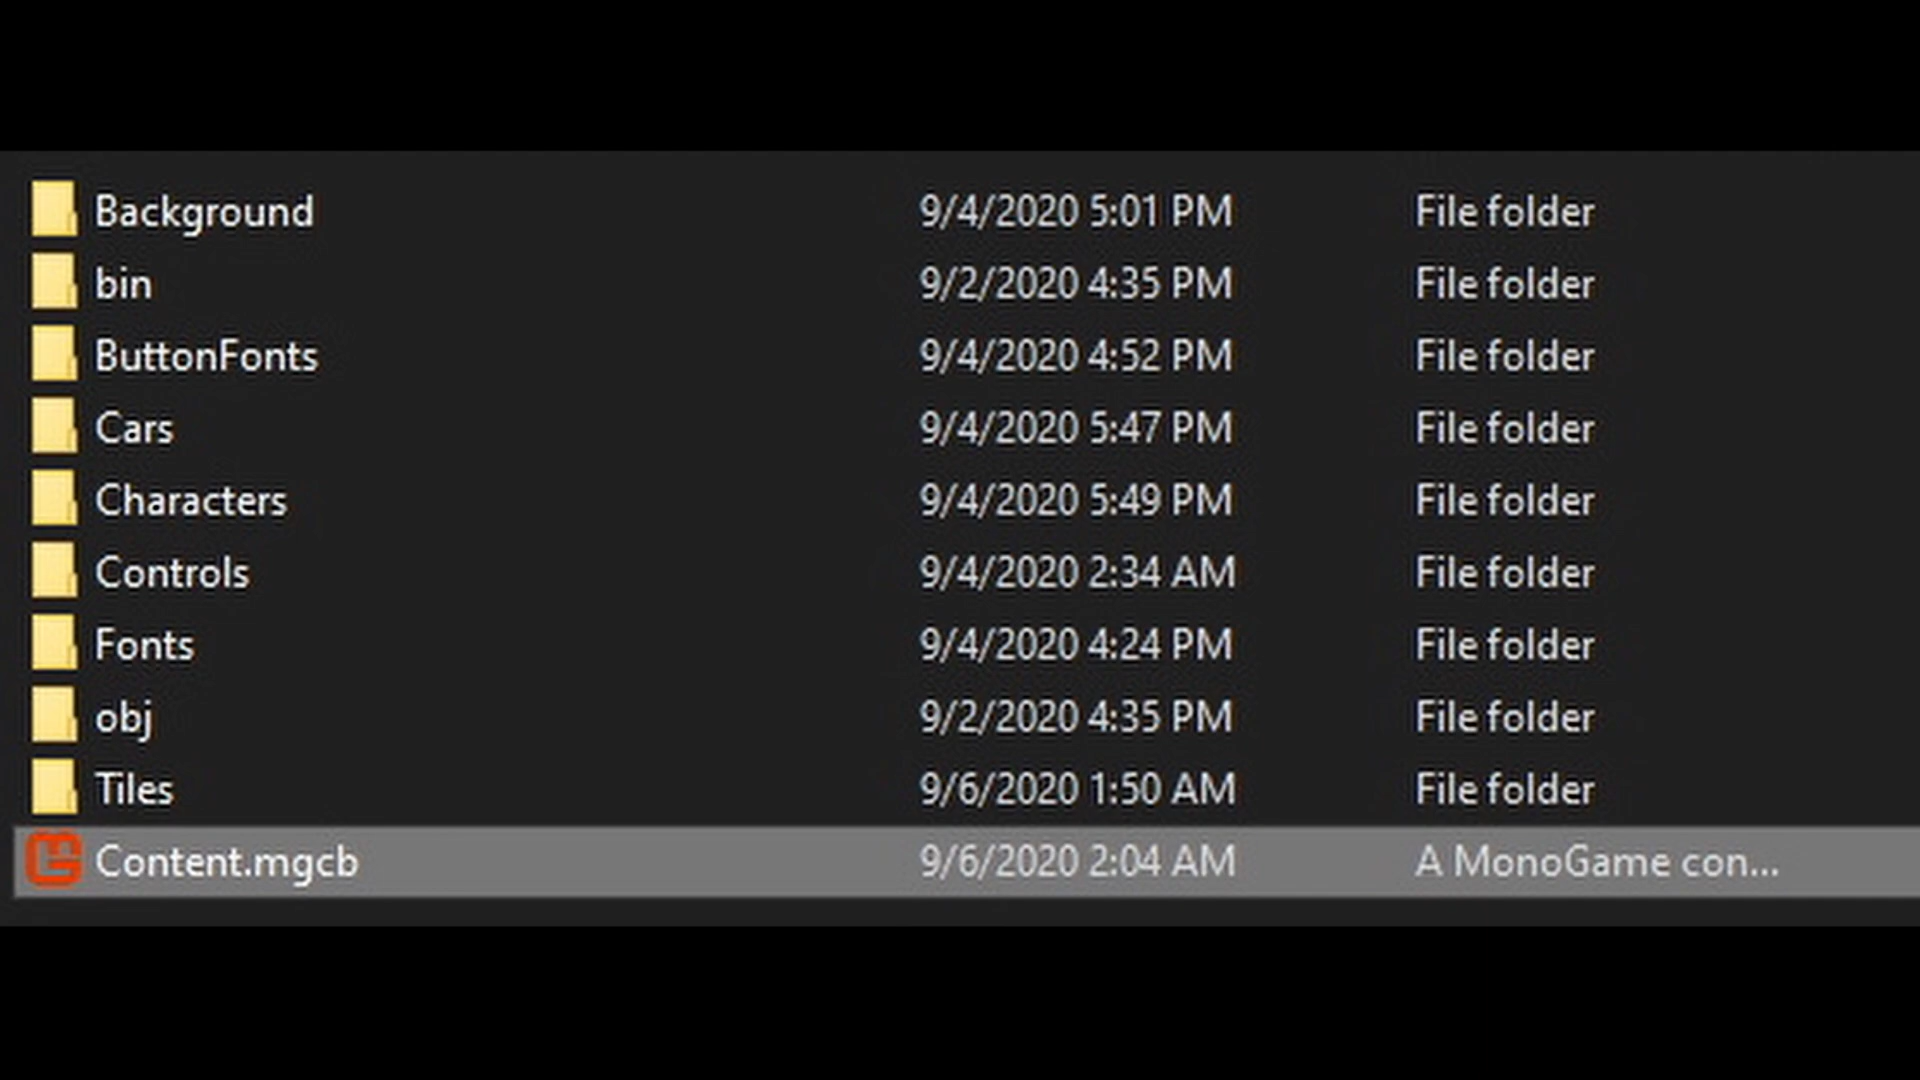 Background 9/4/2020 5:01 PM File folder
bin 9/2/2020 4:35 PM File folder
ButtonFonts 9/4/2020 4:52 PM File folder
Cars 9/4/2020 5:47 PM File folder
Characters 9/4/2020 5:49 PM File folder
Controls 9/4/2020 2:34 AM File folder
Fonts 9/4/2020 4:24 PM File folder
obj 9/2/2020 4:35 PM File folder
Tiles 9/6/2020 1:50 AM File folder
Content.mgcb 9/6/2020 2:04 AM A MonoGame con...